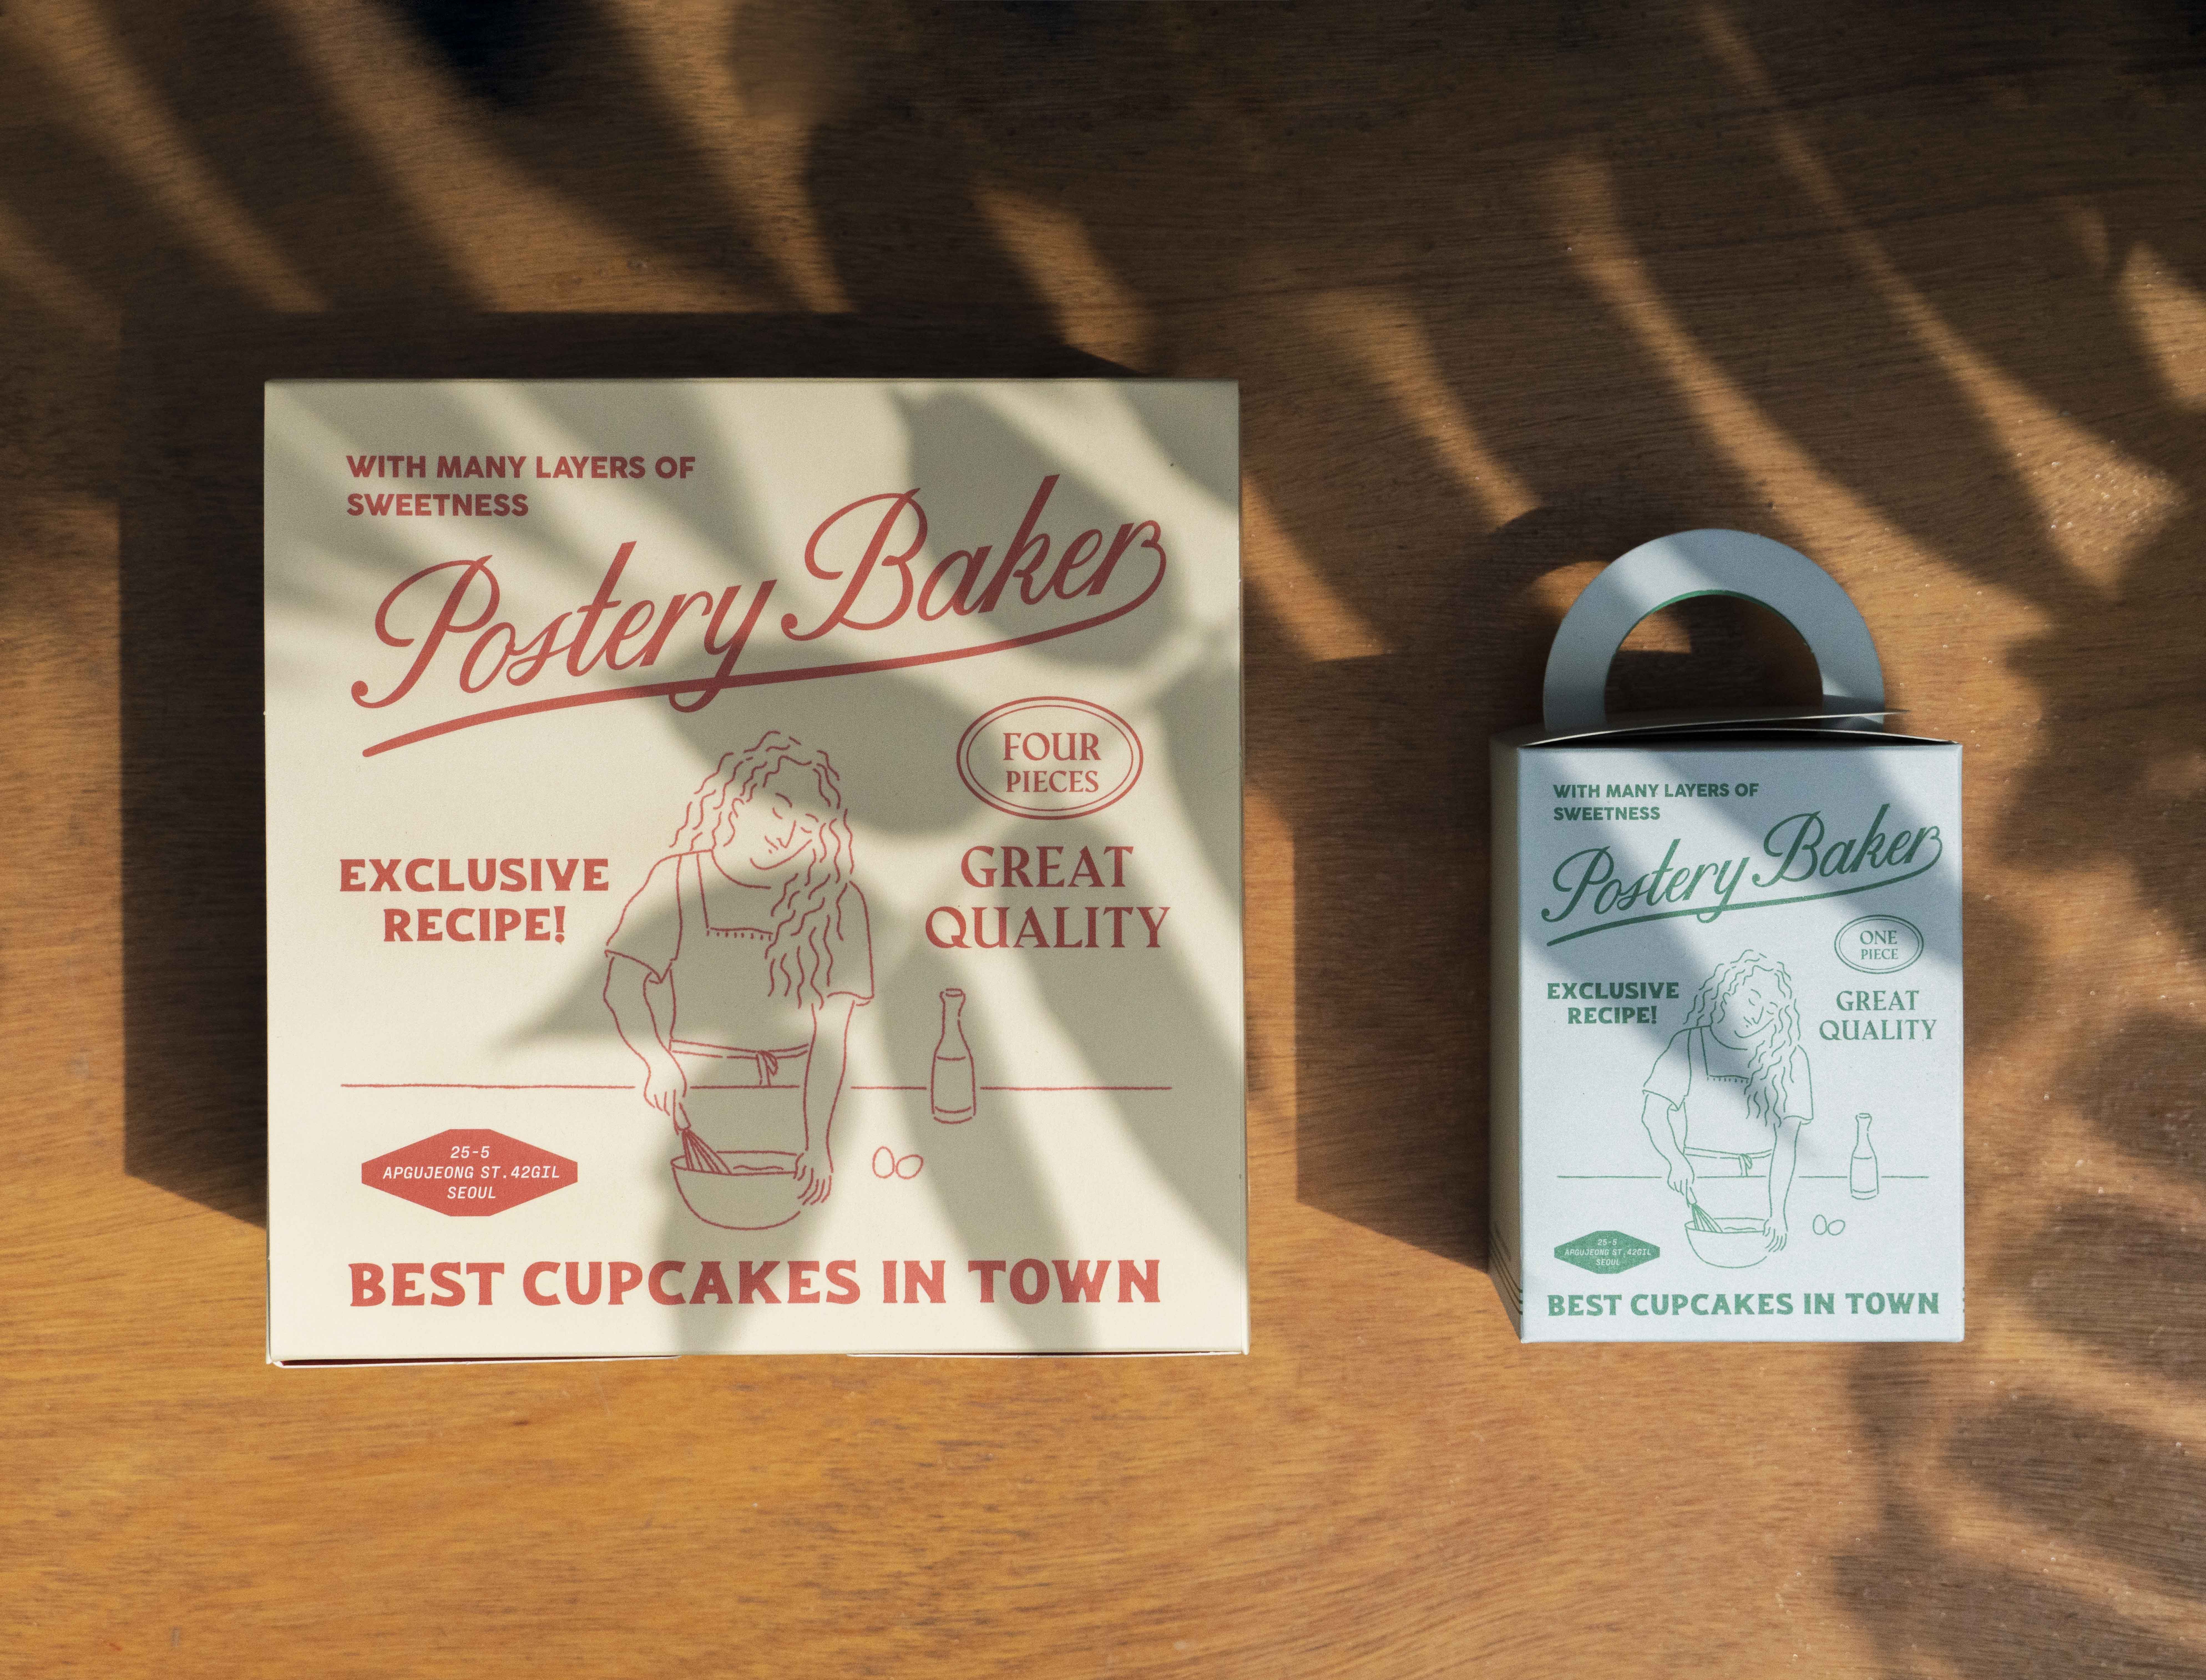 WITH MANY LAYERS OF
SWEETNESS
Postery Baker
FOUR
PIECES
EXCLUSIVE
RECIPE!
GREAT
QUALITY
25-5
APGUJEONG ST.42GIL
SEOUL
BEST CUPCAKES IN TOWN
WITH MANY LAYERS OF
SWEETNESS
Postery Baker
ONE
PIECE
EXCLUSIVE
RECIPE!
GREAT
QUALITY
25-5
APGUJEONG ST.42GIL
SEOUL
BEST CUPCAKES IN TOWN